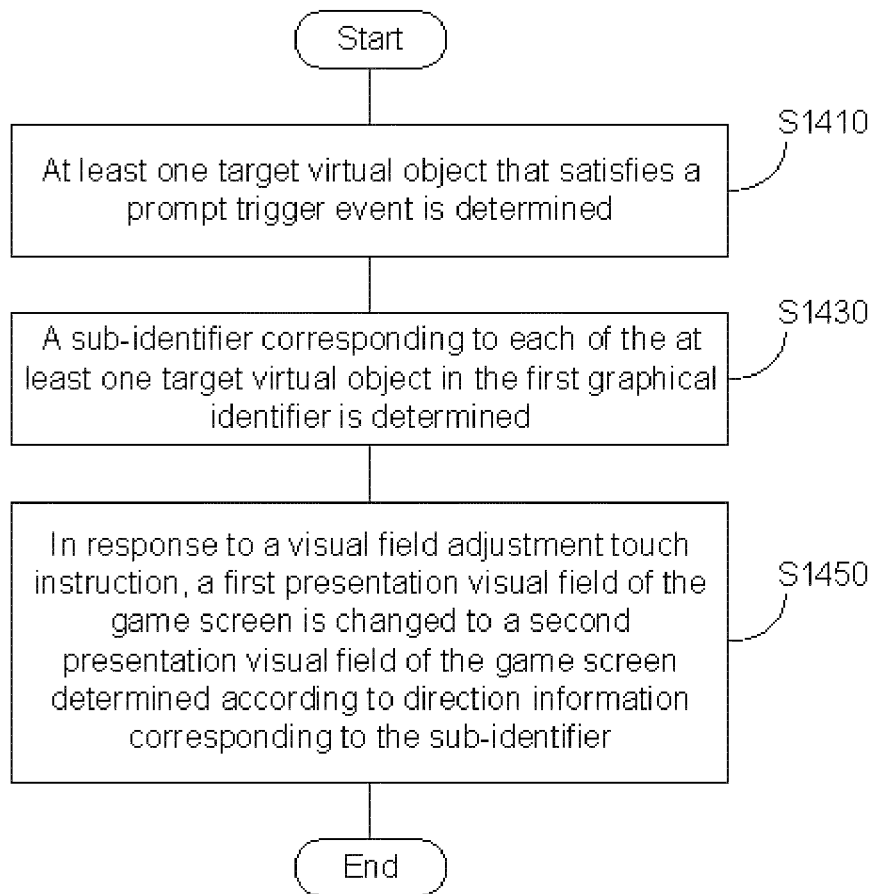 Start
S1410
At least one target virtual object that satisfies a
prompt trigger event is determined
S1430
A sub-identifier corresponding to each of the at
least one target virtual object in the first graphical
identifier is determined
S1450
In response to a visual field adjustment touch
instruction, a first presentation visual field of the
game screen is changed to a second
presentation visual field of the game screen
determined according to direction information
corresponding to the sub-identifier
End